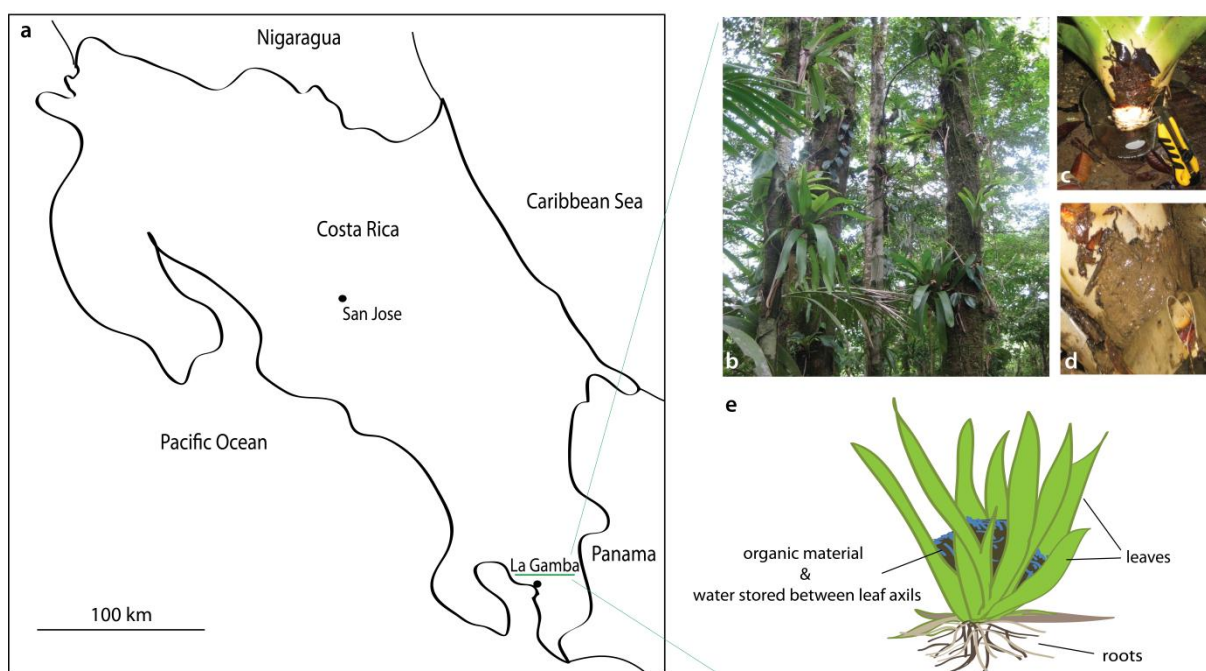 a
Nigaragua
Caribbean Sea
Costa Rica
San Jose
Pacific Ocean
La Gamba
Panama
100 km
b
c
d
e
organic material
&
water stored between leaf axils
leaves
roots